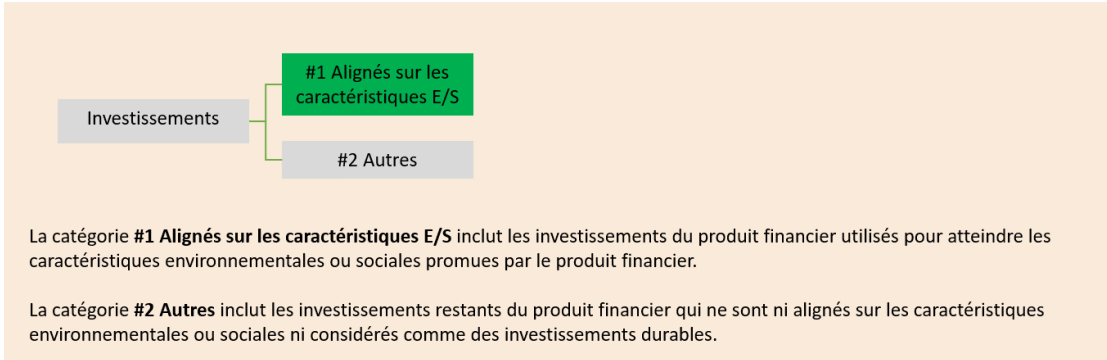 #1 Alignés sur les
caractéristiques E/S
Investissements
#2 Autres
La catégorie #1 Alignés sur les caractéristiques E/S inclut les investissements du produit financier utilisés pour atteindre les
caractéristiques environnementales ou sociales promues par le produit financier.
La catégorie #2 Autres inclut les investissements restants du produit financier qui ne sont ni alignés sur les caractéristiques
environnementales ou sociales ni considérés comme des investissements durables.